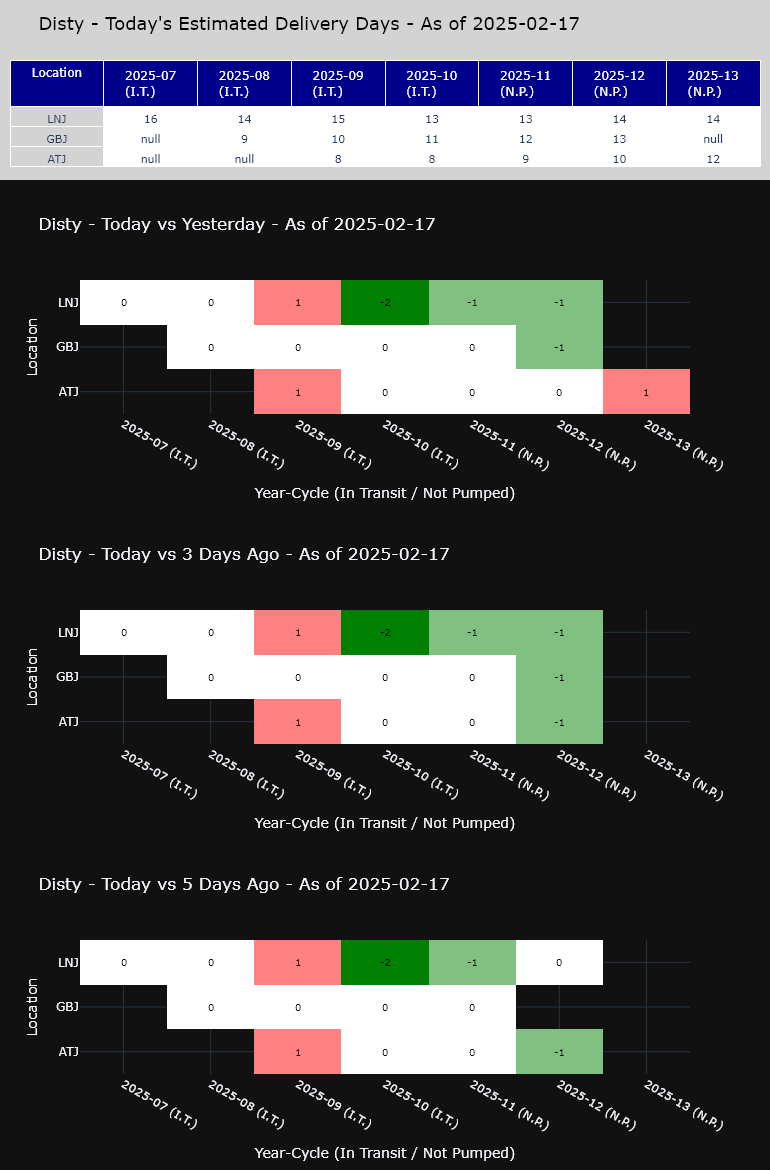 Disty - Today's Estimated Delivery Days - As of 2025-02-17
Location 2025-07 (I.T.) 2025-08 (I.T.) 2025-09 (I.T.) 2025-10 (I.T.) 2025-11 (N.P.) 2025-12 (N.P.) 2025-13 (N.P.)
LNJ 16 14 15 13 13 14 14
GBJ null 9 10 11 12 13 null
ATJ null null 8 8 9 10 12
Disty - Today vs Yesterday - As of 2025-02-17
Location
LNJ 0 0 1 -2 -1 -1
GBJ 0 0 0 0 -1
ATJ 1 0 0 0 1
2025-07 (I.T.) 2025-08 (I.T.) 2025-09 (I.T.) 2025-10 (I.T.) 2025-11 (N.P.) 2025-12 (N.P.) 2025-13 (N.P.)
Year-Cycle (In Transit / Not Pumped)
Disty - Today vs 3 Days Ago - As of 2025-02-17
Location
LNJ 0 0 1 -2 -1 -1
GBJ 0 0 0 0 -1
ATJ 1 0 0 -1
2025-07 (I.T.) 2025-08 (I.T.) 2025-09 (I.T.) 2025-10 (I.T.) 2025-11 (N.P.) 2025-12 (N.P.) 2025-13 (N.P.)
Year-Cycle (In Transit / Not Pumped)
Disty - Today vs 5 Days Ago - As of 2025-02-17
Location
LNJ 0 0 1 -2 -1 0
GBJ 0 0 0 0
ATJ 1 0 0 -1
2025-07 (I.T.) 2025-08 (I.T.) 2025-09 (I.T.) 2025-10 (I.T.) 2025-11 (N.P.) 2025-12 (N.P.) 2025-13 (N.P.)
Year-Cycle (In Transit / Not Pumped)